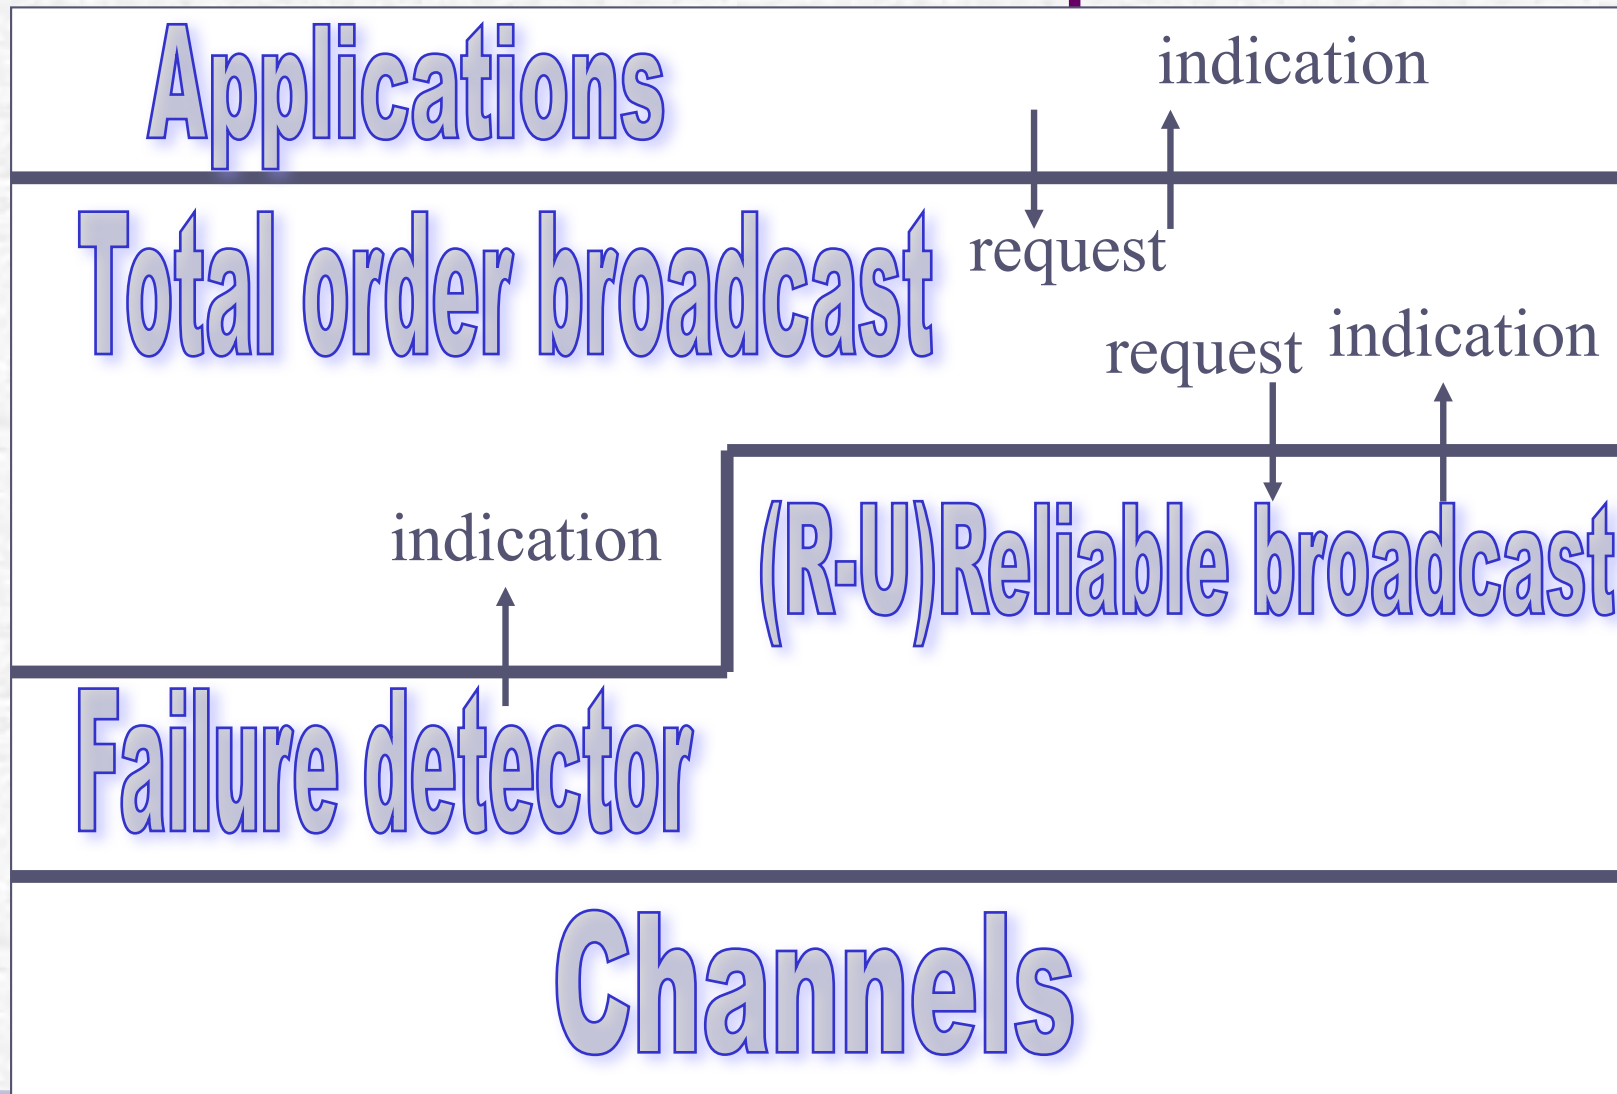 Applications
indication
Total order broadcast
request
request
indication
indication
(R-U)Reliable broadcast
Failure detector
Channels